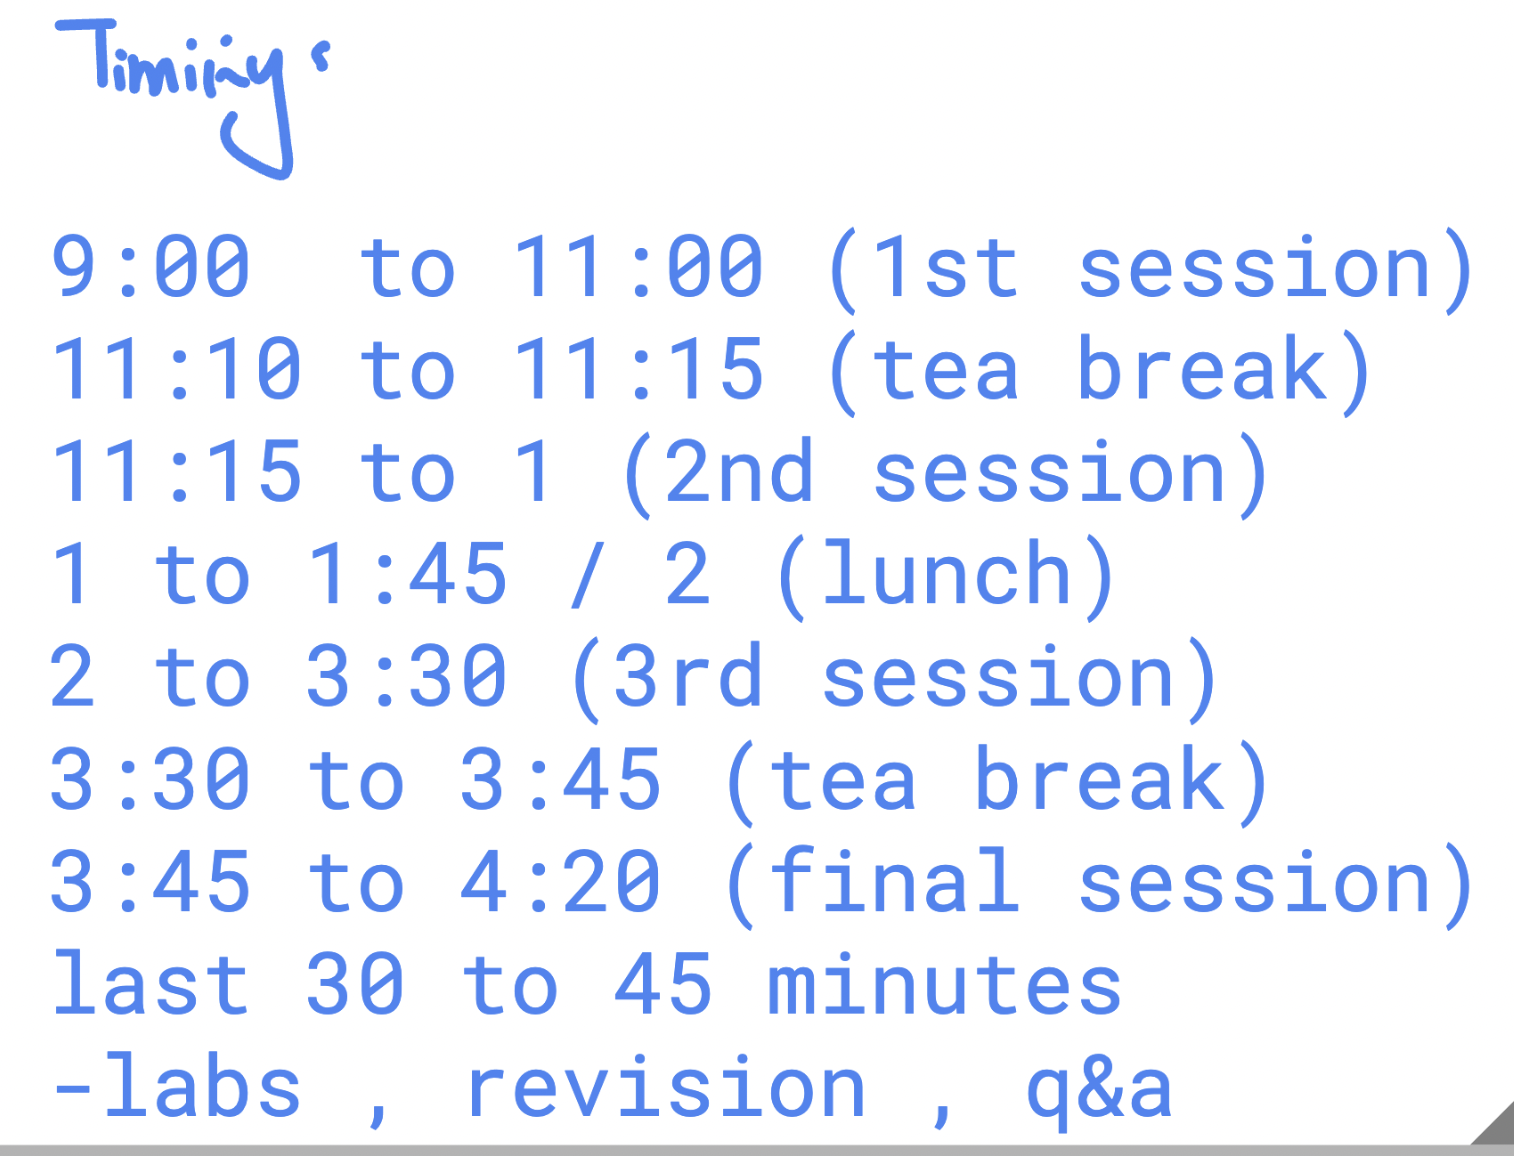 Timings
9:00  to 11:00 (1st session)
11:10 to 11:15 (tea break)
11:15 to 1 (2nd session)
1 to 1:45 / 2 (lunch)
2 to 3:30 (3rd session)
3:30 to 3:45 (tea break)
3:45 to 4:20 (final session)
last 30 to 45 minutes
-labs , revision , q&a